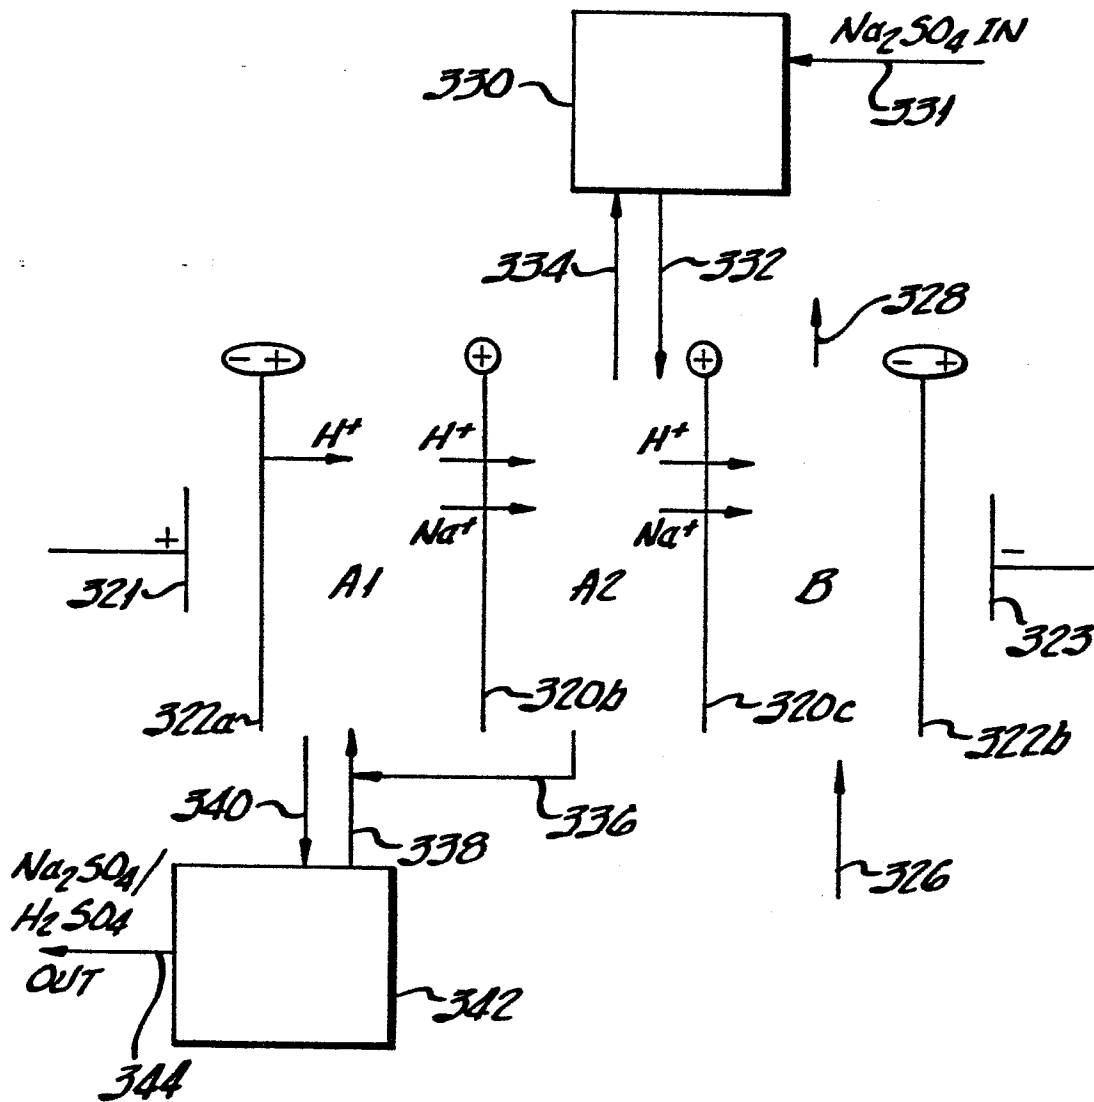 Na2SO4 IN
330
331
334
332
328
- +
+
+
- +
H+
H+
H+
Na+
Na+
+
-
321
A1
A2
B
323
322a
320b
320c
322b
340
338
336
326
Na2SO4/
H2SO4
OUT
342
344